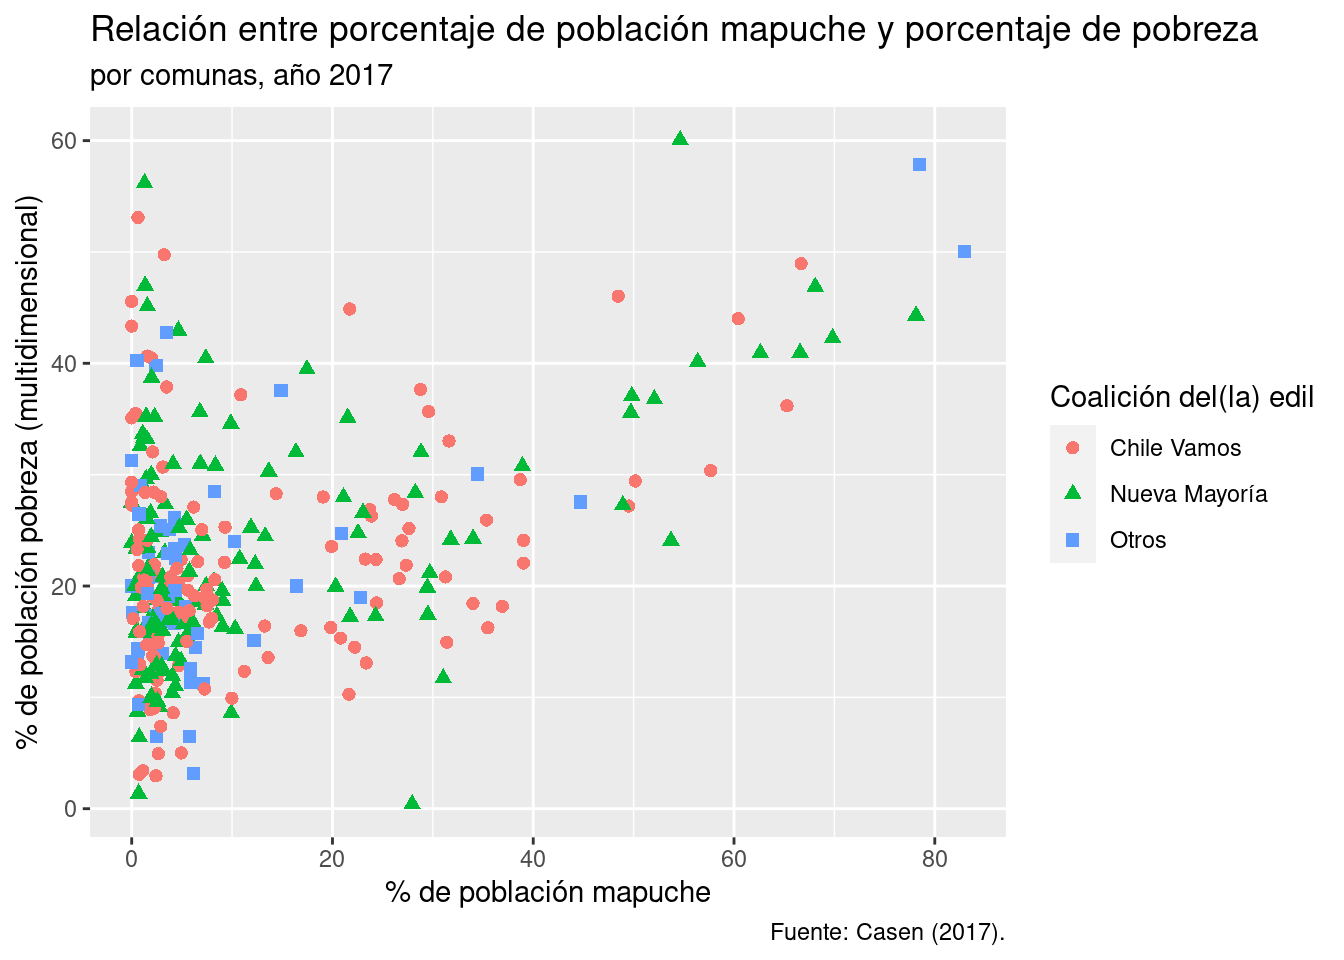 Relación entre porcentaje de población mapuche y porcentaje de pobreza
por comunas, año 2017
% de población pobreza (multidimensional)
60
40
20
0
0 20 40 60 80
% de población mapuche
Coalición del(la) edil
Chile Vamos
Nueva Mayoría
Otros
Fuente: Casen (2017).